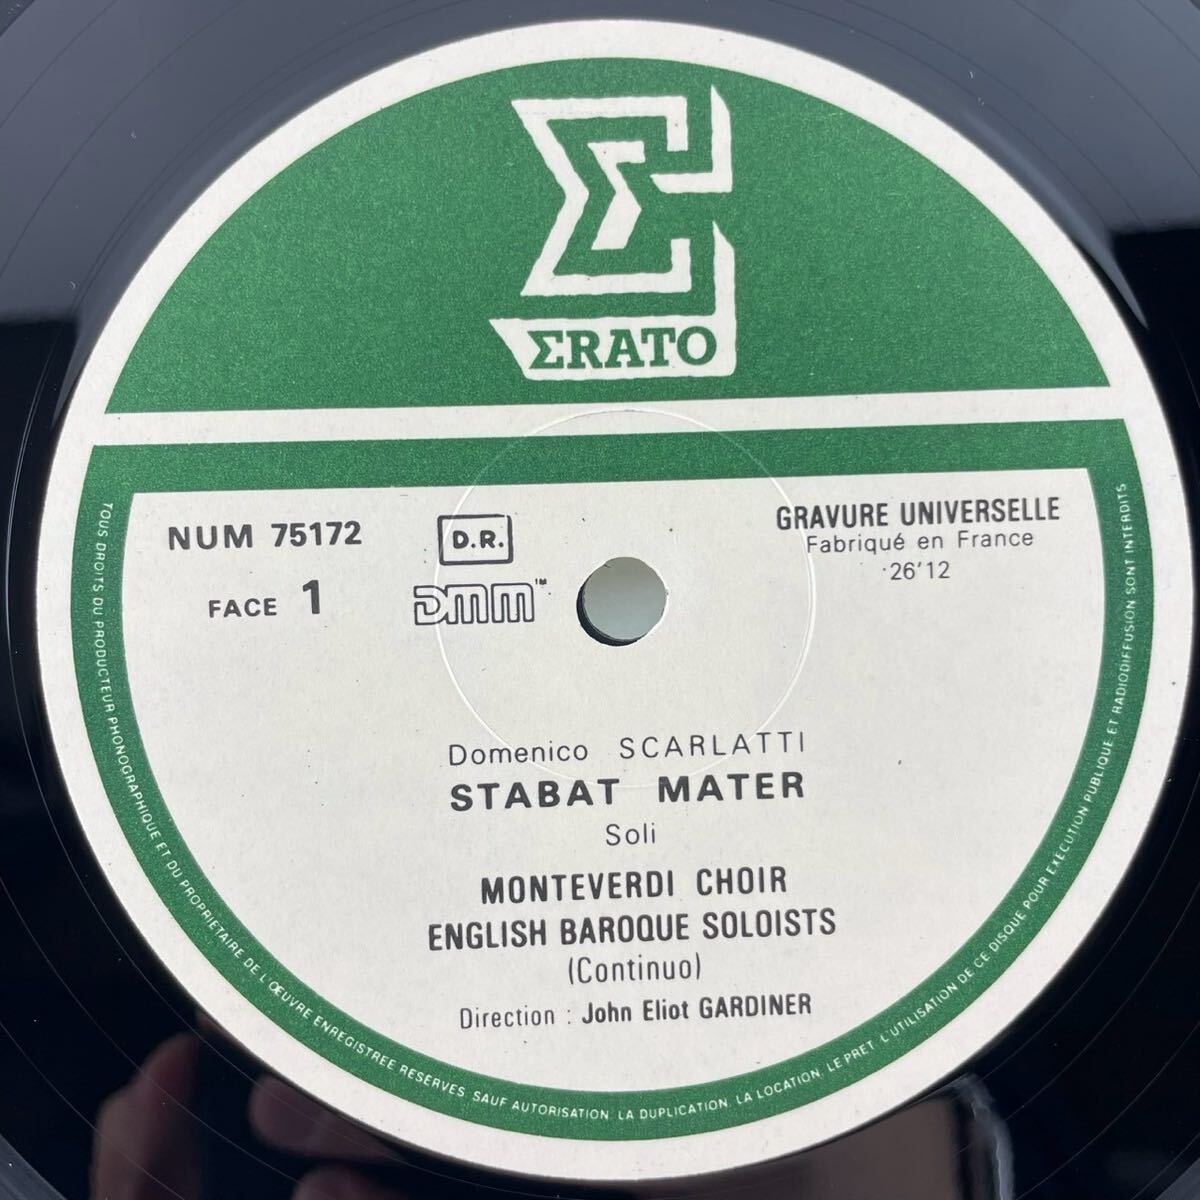 ΣRATO
NUM 75172
D.R.
GRAVURE UNIVERSELLE
Fabriqué en France
26'12
FACE 1
DMM™
Domenico SCARLATTI
STABAT MATER
Soli
MONTEVERDI CHOIR
ENGLISH BAROQUE SOLOISTS
(Continuo)
Direction : John Eliot GARDINER
TOUS DROITS DU PRODUCTEUR PHONOGRAPHIQUE ET DU PROPRIETAIRE DE L'ŒUVRE ENREGISTREE RESERVES. SAUF AUTORISATION. LA DUPLICATION. LA LOCATION. LE PRET. L'UTILISATION DE CE DISQUE POUR EXECUTION PUBLIQUE ET RADIODIFFUSION SONT INTERDITS